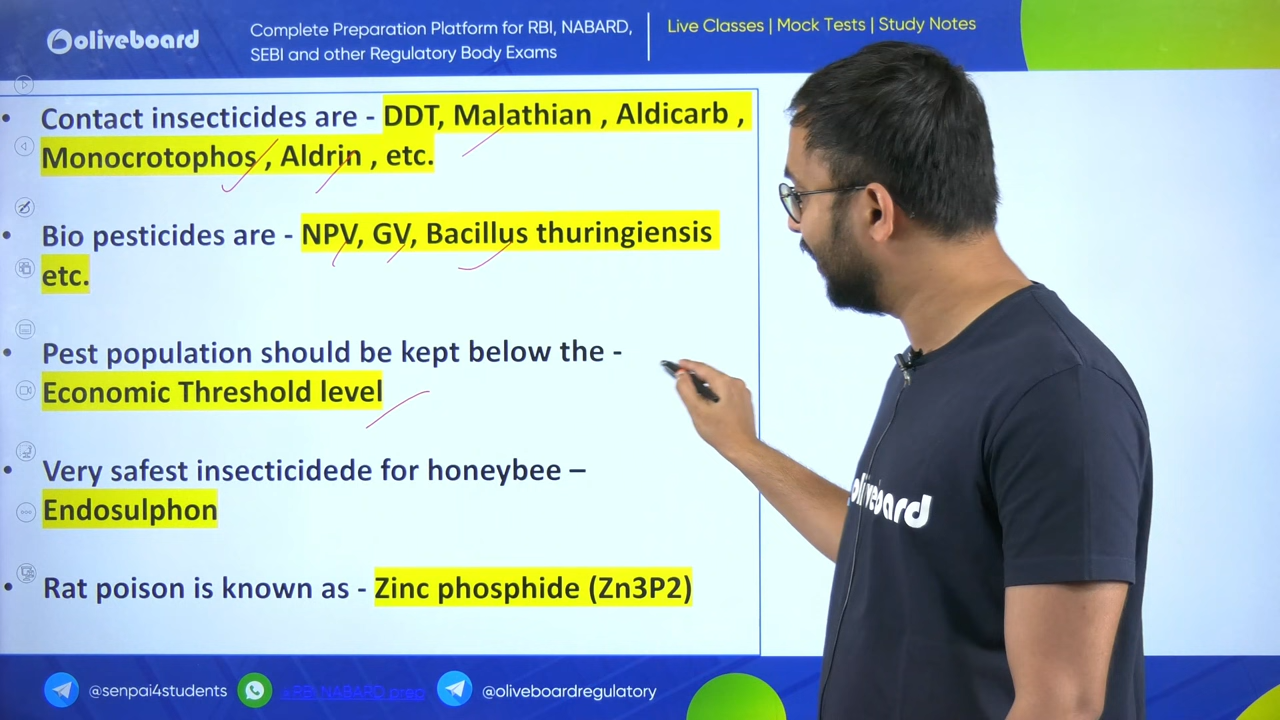 oliveboard
Complete Preparation Platform for RBI, NABARD,
SEBI and other Regulatory Body Exams
Live Classes | Mock Tests | Study Notes
• Contact insecticides are - DDT, Malathian , Aldicarb ,
Monocrotophos , Aldrin , etc.
• Bio pesticides are - NPV, GV, Bacillus thuringiensis
etc.
• Pest population should be kept below the -
Economic Threshold level
• Very safest insecticidede for honeybee –
Endosulphon
• Rat poison is known as - Zinc phosphide (Zn3P2)
oliveboard
@senpai4students
RBI NABARD prep
@oliveboardregulatory